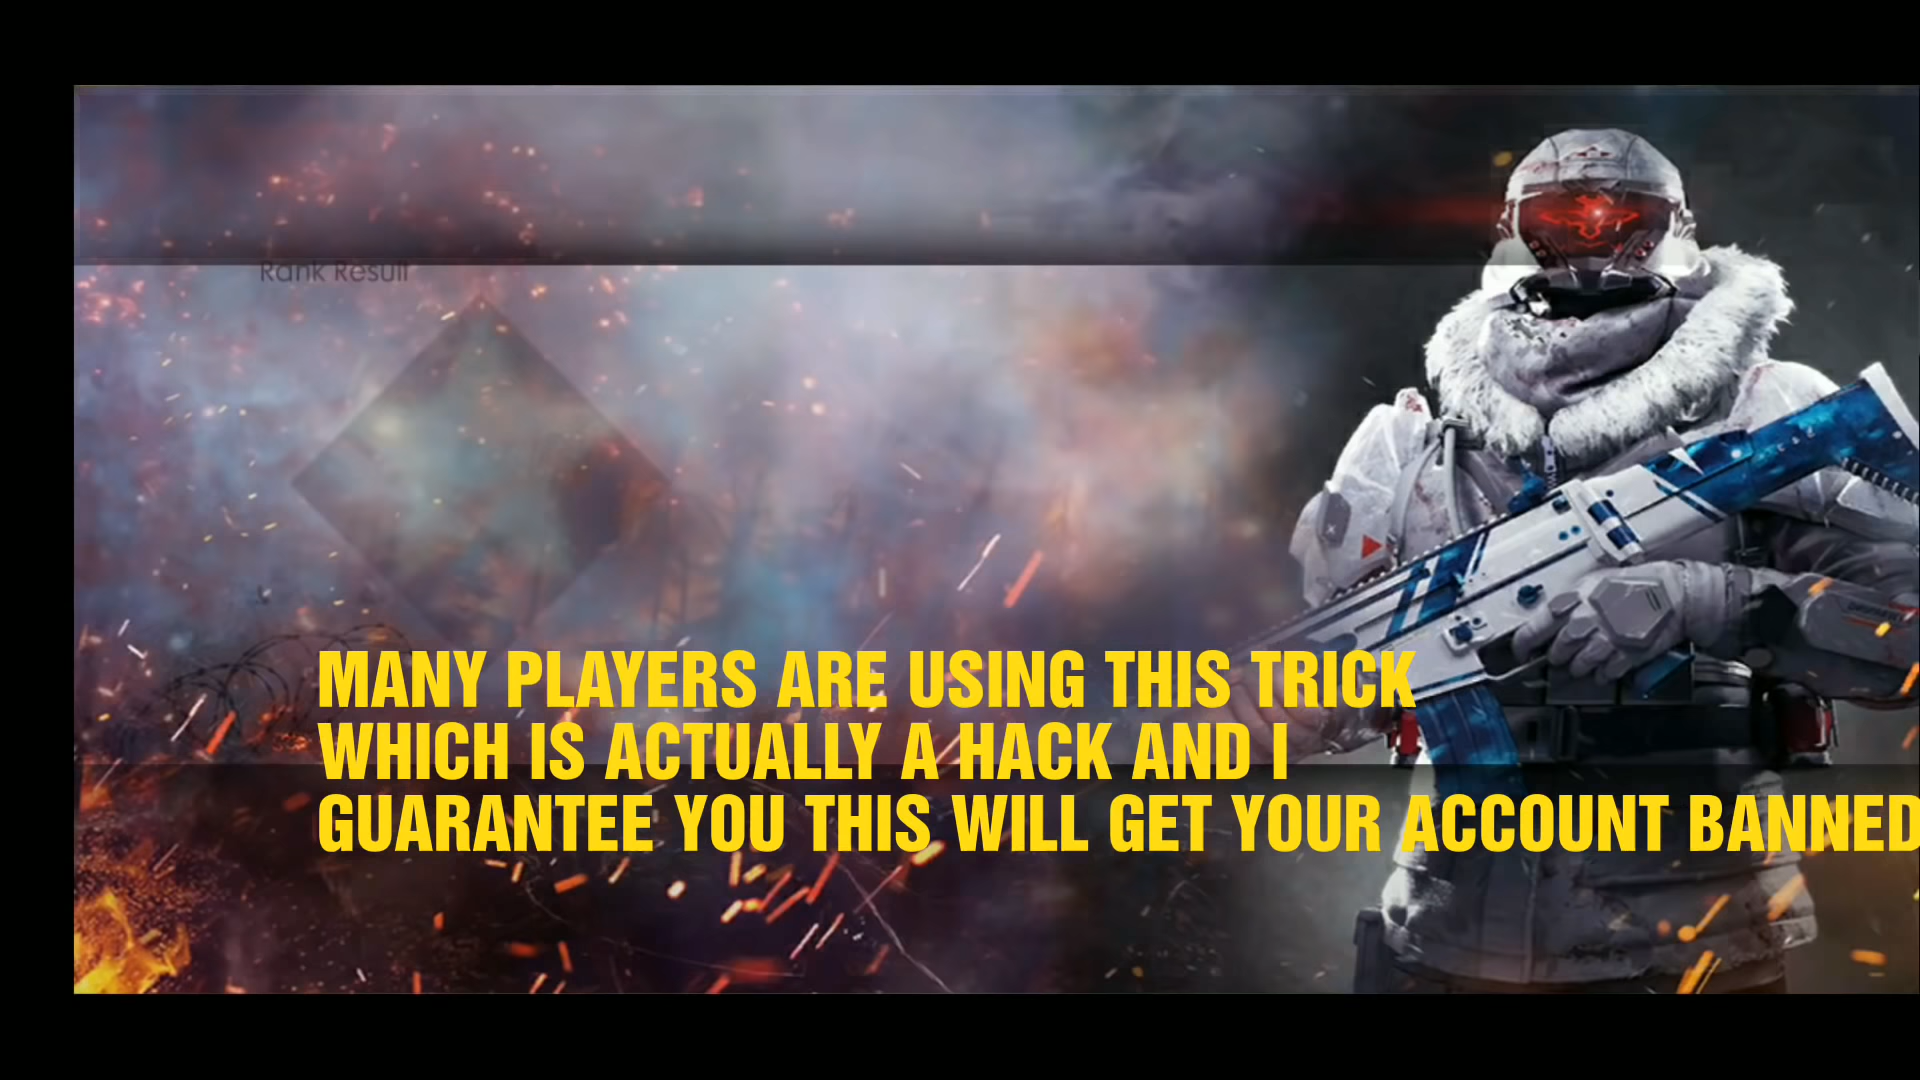 Rank Result
MANY PLAYERS ARE USING THIS TRICK
WHICH IS ACTUALLY A HACK AND I
GUARANTEE YOU THIS WILL GET YOUR ACCOUNT BANNED